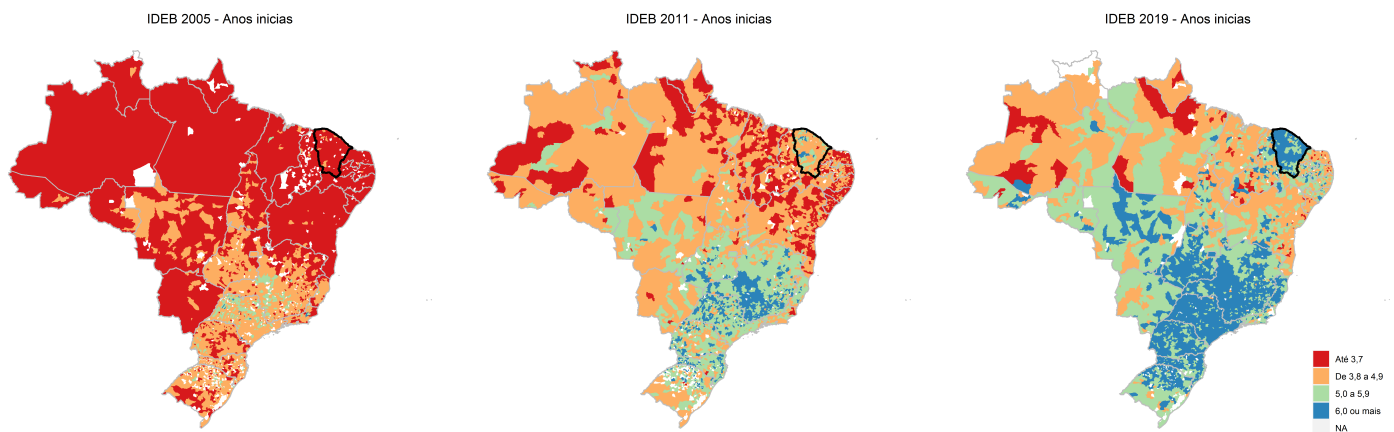 IDEB 2005 - Anos inicias
IDEB 2011 - Anos inicias
IDEB 2019 - Anos inicias
Até 3,7
De 3,8 a 4,9
5,0 a 5,9
6,0 ou mais
NA